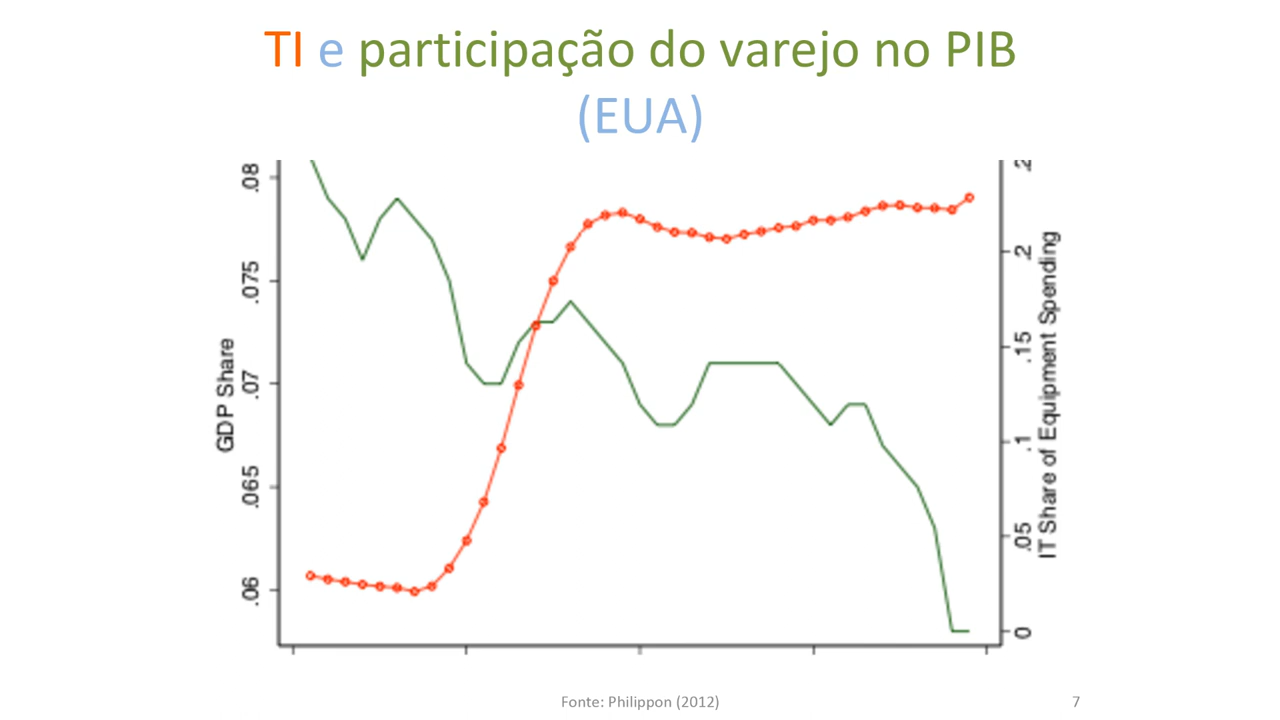 TI e participação do varejo no PIB
(EUA)
.08
.075
.07
.065
.06
GDP Share
.2
.15
.1
.05
0
IT Share of Equipment Spending
Fonte: Philippon (2012)
7